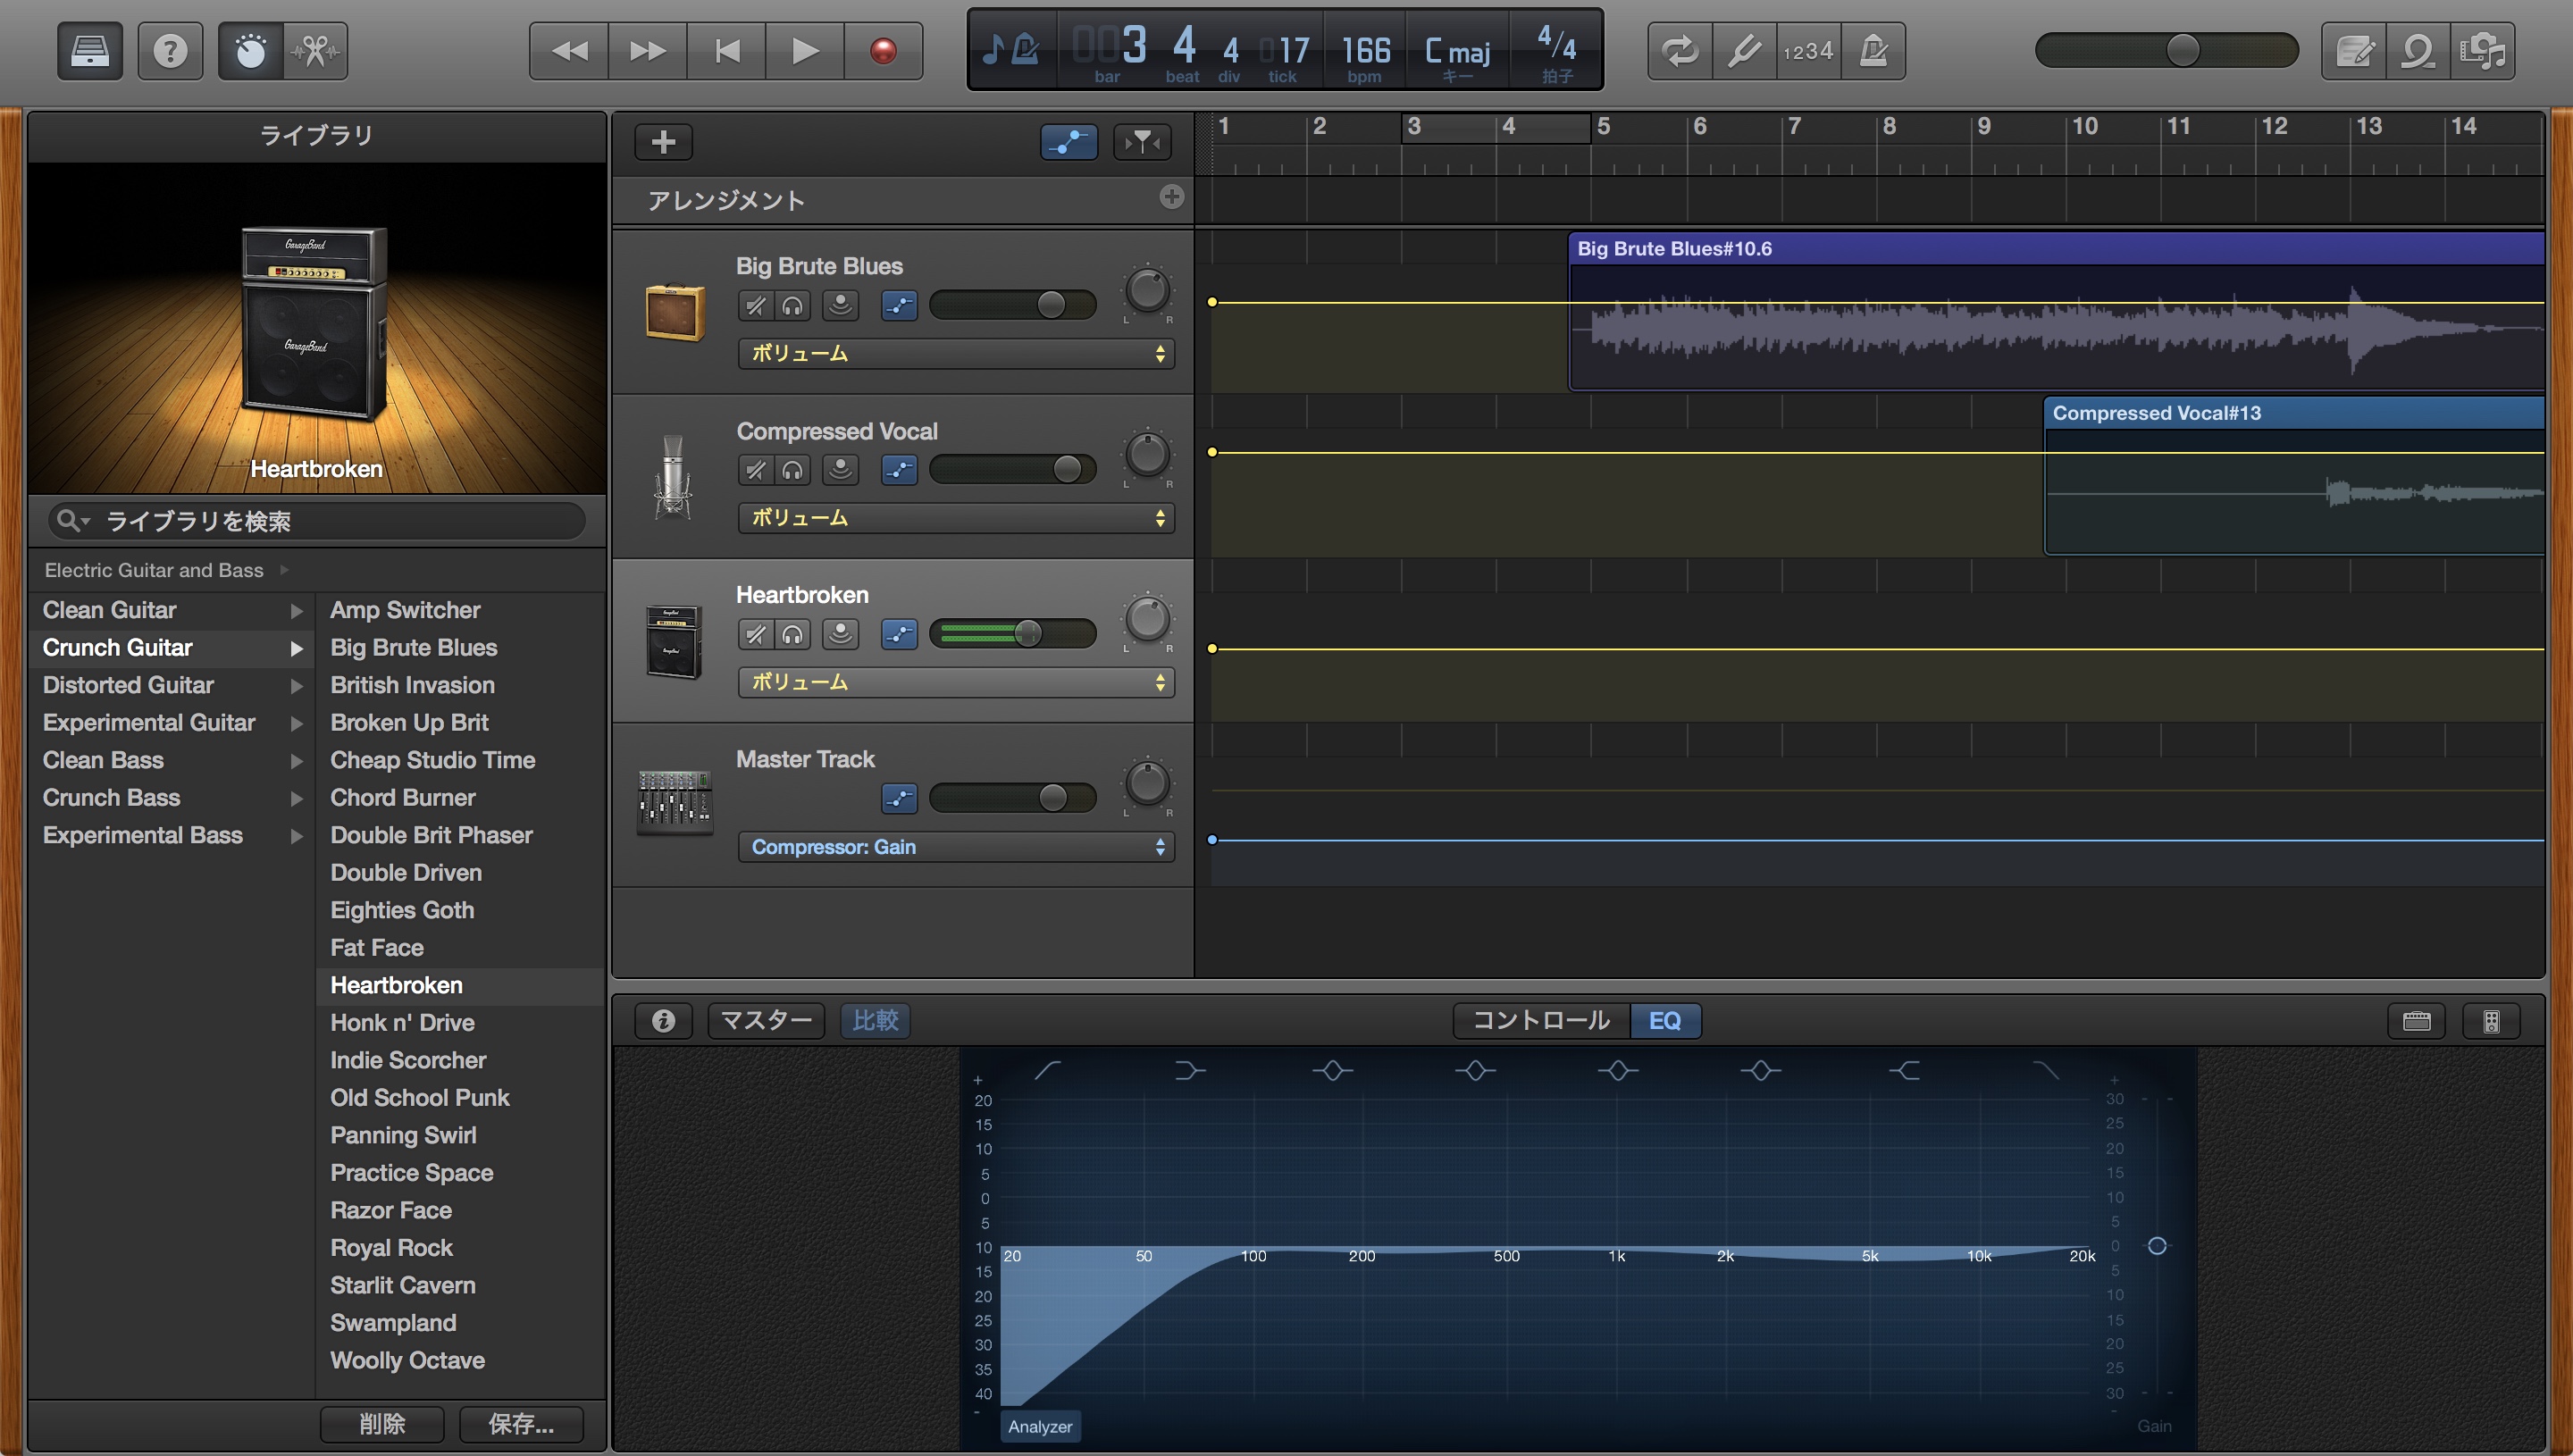 1234
003 4 4 017 166 C maj 4/4
bar beat div tick bpm キー 拍子
ライブラリ
GarageBand
GarageBand
Heartbroken
ライブラリを検索
Electric Guitar and Bass
Clean Guitar
Crunch Guitar
Distorted Guitar
Experimental Guitar
Clean Bass
Crunch Bass
Experimental Bass
Amp Switcher
Big Brute Blues
British Invasion
Broken Up Brit
Cheap Studio Time
Chord Burner
Double Brit Phaser
Double Driven
Eighties Goth
Fat Face
Heartbroken
Honk n' Drive
Indie Scorcher
Old School Punk
Panning Swirl
Practice Space
Razor Face
Royal Rock
Starlit Cavern
Swampland
Woolly Octave
削除 保存...
1 2 3 4 5 6 7 8 9 10 11 12 13 14
アレンジメント
Big Brute Blues
L R
ボリューム
Big Brute Blues#10.6
Compressed Vocal
L R
ボリューム
Compressed Vocal#13
Heartbroken
L R
ボリューム
Master Track
L R
Compressor: Gain
マスター 比較 コントロール EQ
+
20
15
10
5
0
5
10
15
20
25
30
35
40
-
20 50 100 200 500 1k 2k 5k 10k 20k
+
30
25
20
15
10
5
0
5
10
15
20
25
30
-
Analyzer
Gain